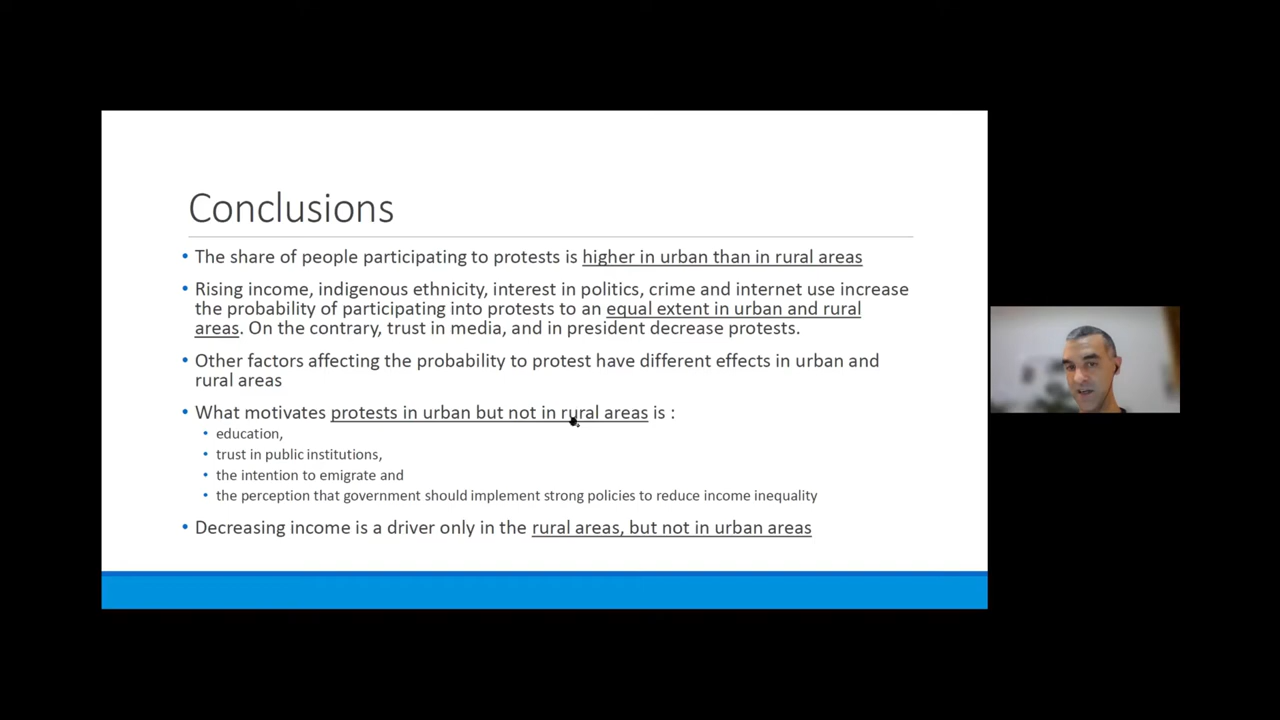 Conclusions
• The share of people participating to protests is higher in urban than in rural areas
• Rising income, indigenous ethnicity, interest in politics, crime and internet use increase
the probability of participating into protests to an equal extent in urban and rural
areas. On the contrary, trust in media, and in president decrease protests.
• Other factors affecting the probability to protest have different effects in urban and
rural areas
• What motivates protests in urban but not in rural areas is :
• education,
• trust in public institutions,
• the intention to emigrate and
• the perception that government should implement strong policies to reduce income inequality
• Decreasing income is a driver only in the rural areas, but not in urban areas